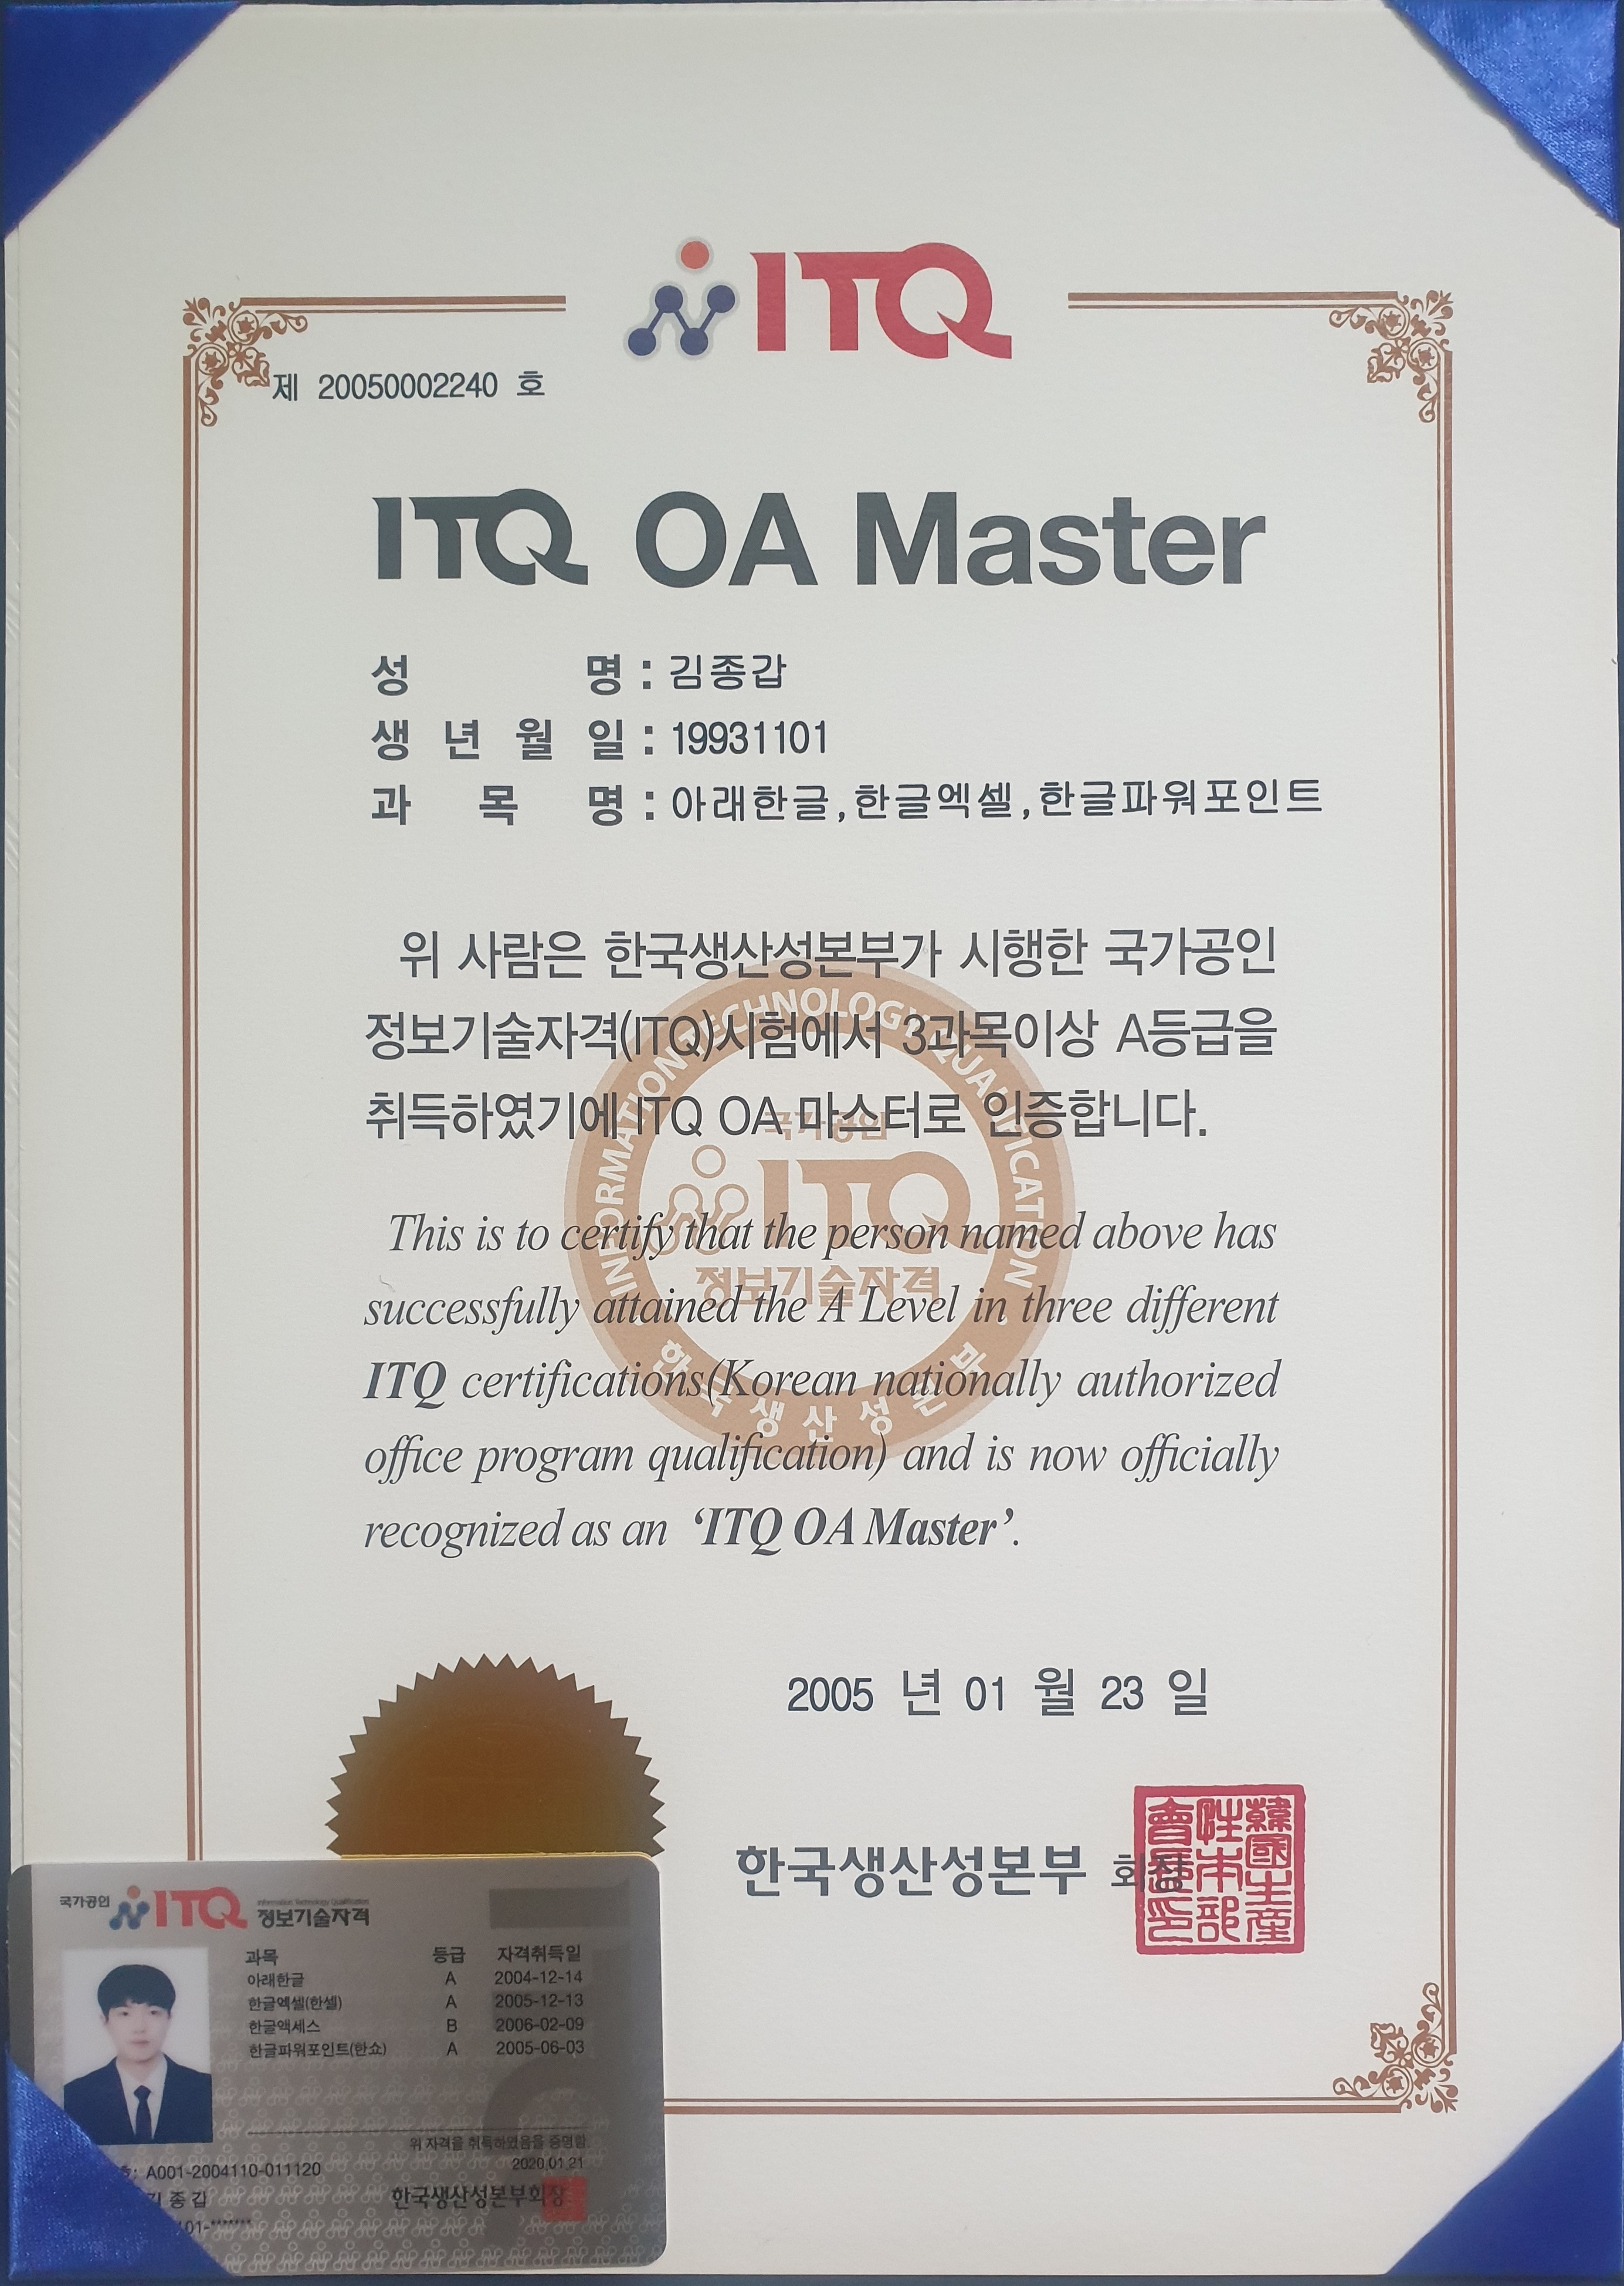 ITQ
제 20050002240 호
ITQ OA Master
성 명 : 김종갑
생 년 월 일 : 19931101
과 목 명 : 아래한글,한글엑셀,한글파워포인트
위 사람은 한국생산성본부가 시행한 국가공인
정보기술자격(ITQ)시험에서 3과목이상 A등급을
취득하였기에 ITQ OA 마스터로 인증합니다.
INFORMATION TECHNOLOGY QUALIFICATION
국가공인
ITQ
정보기술자격
한국생산성본부
This is to certify that the person named above has
successfully attained the A Level in three different
ITQ certifications(Korean nationally authorized
office program qualification) and is now officially
recognized as an ‘ITQ OA Master’.
2005 년 01 월 23 일
한국생산성본부 회장
韓國生産
性本部
會長印
국가공인 ITQ Information Technology Qualification
정보기술자격
과목 등급 자격취득일
아래한글 A 2004-12-14
한글엑셀(한셀) A 2005-12-13
한글액세스 B 2006-02-09
한글파워포인트(한쇼) A 2005-06-03
위 자격을 취득하였음을 증명함
2020.01.21
호: A001-2004110-011120
한국생산성본부회장
김 종 갑
101-*******